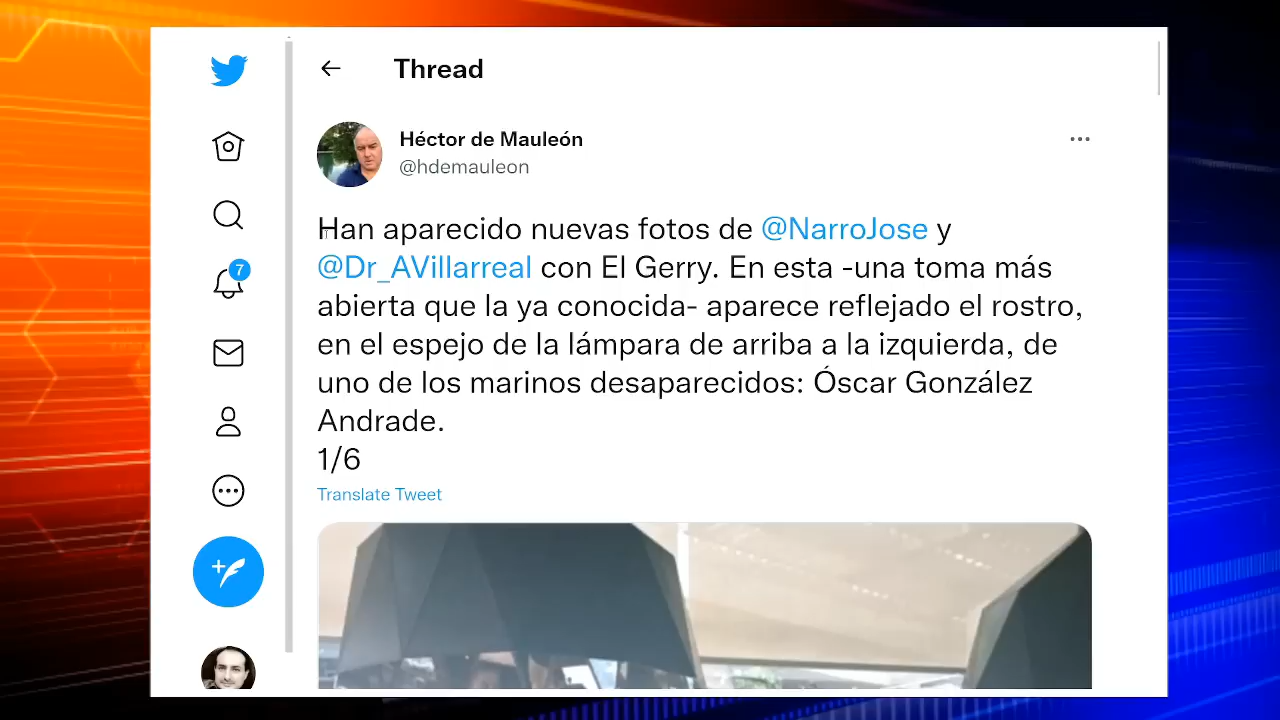 Thread
Héctor de Mauleón
@hdemauleon
7
Han aparecido nuevas fotos de @NarroJose y
@Dr_AVillarreal con El Gerry. En esta -una toma más
abierta que la ya conocida- aparece reflejado el rostro,
en el espejo de la lámpara de arriba a la izquierda, de
uno de los marinos desaparecidos: Óscar González
Andrade.
1/6
Translate Tweet